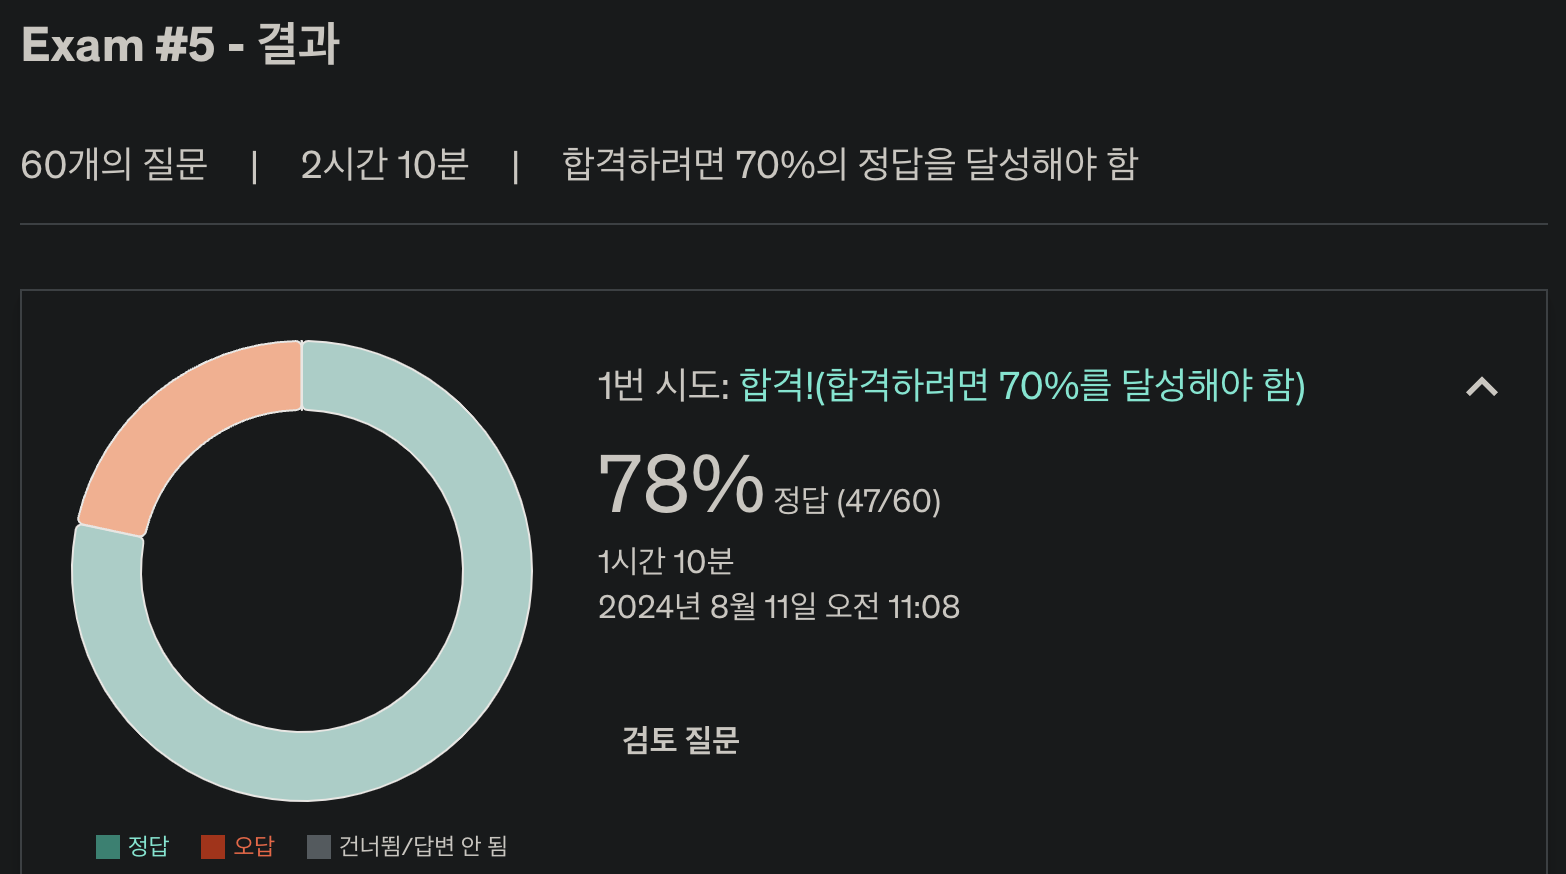 Exam #5 - 결과
60개의 질문 | 2시간 10분 | 합격하려면 70%의 정답을 달성해야 함
1번 시도: 합격!(합격하려면 70%를 달성해야 함)
78% 정답 (47/60)
1시간 10분
2024년 8월 11일 오전 11:08
검토 질문
정답 오답 건너뜀/답변 안 됨